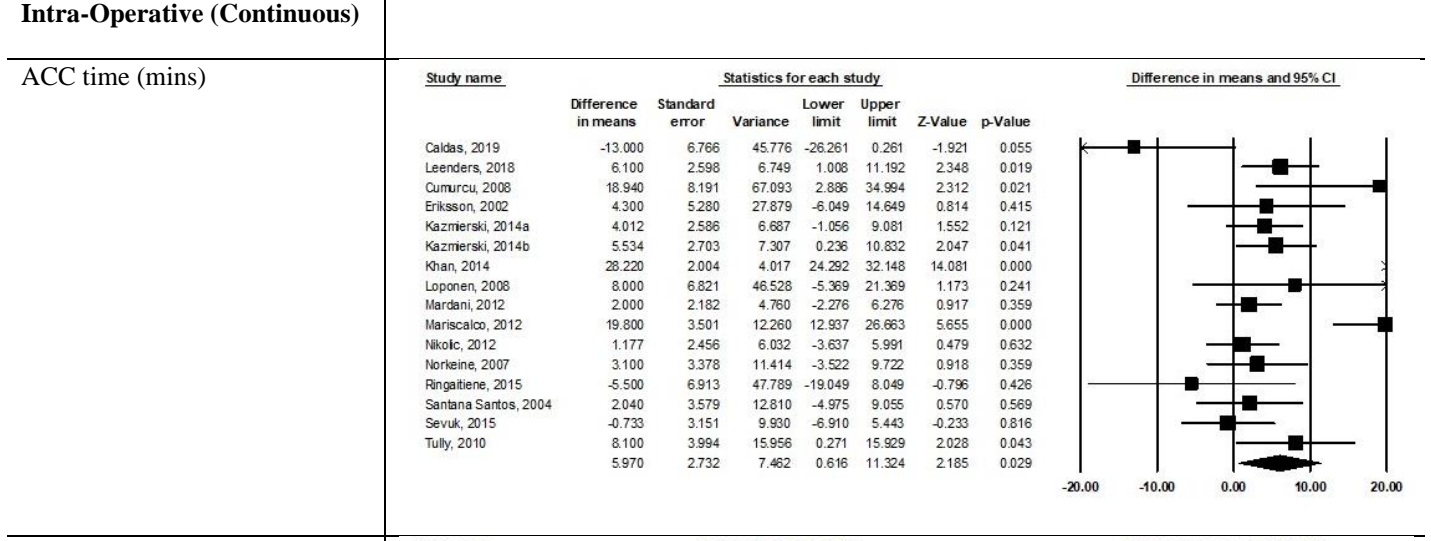 Intra-Operative (Continuous)
ACC time (mins)
Study name Statistics for each study Difference in means and 95% CI
Difference in means Standard error Variance Lower limit Upper limit Z-Value p-Value
Caldas, 2019 -13.000 6.766 45.776 -26.261 0.261 -1.921 0.055
Leenders, 2018 6.100 2.598 6.749 1.008 11.192 2.348 0.019
Cumurcu, 2008 18.940 8.191 67.093 2.886 34.994 2.312 0.021
Eriksson, 2002 4.300 5.280 27.879 -6.049 14.649 0.814 0.415
Kazmierski, 2014a 4.012 2.586 6.687 -1.056 9.081 1.552 0.121
Kazmierski, 2014b 5.534 2.703 7.307 0.236 10.832 2.047 0.041
Khan, 2014 28.220 2.004 4.017 24.292 32.148 14.081 0.000
Loponen, 2008 8.000 6.821 46.528 -5.369 21.369 1.173 0.241
Mardani, 2012 2.000 2.182 4.760 -2.276 6.276 0.917 0.359
Mariscalco, 2012 19.800 3.501 12.260 12.937 26.663 5.655 0.000
Nikolic, 2012 1.177 2.456 6.032 -3.637 5.991 0.479 0.632
Norkeine, 2007 3.100 3.378 11.414 -3.522 9.722 0.918 0.359
Ringaitiene, 2015 -5.500 6.913 47.789 -19.049 8.049 -0.796 0.426
Santana Santos, 2004 2.040 3.579 12.810 -4.975 9.055 0.570 0.569
Sevuk, 2015 -0.733 3.151 9.930 -6.910 5.443 -0.233 0.816
Tully, 2010 8.100 3.994 15.956 0.271 15.929 2.028 0.043
5.970 2.732 7.462 0.616 11.324 2.185 0.029
-20.00 -10.00 0.00 10.00 20.00